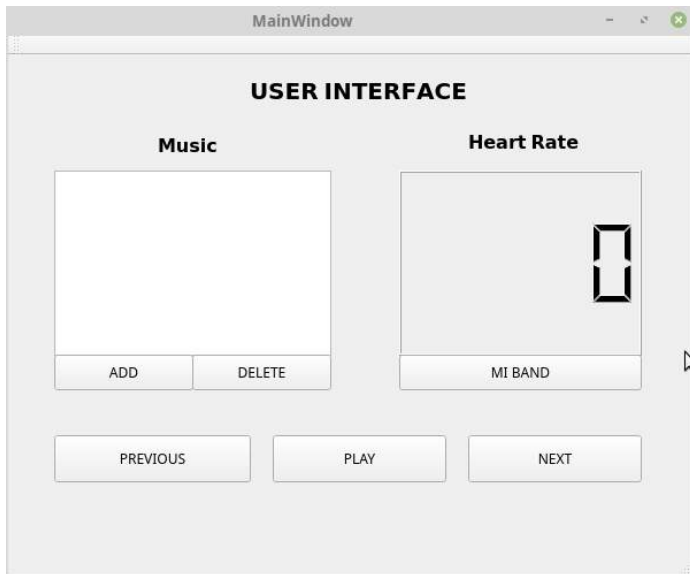 MainWindow
USER INTERFACE
Music
Heart Rate
0
ADD
DELETE
MI BAND
PREVIOUS
PLAY
NEXT